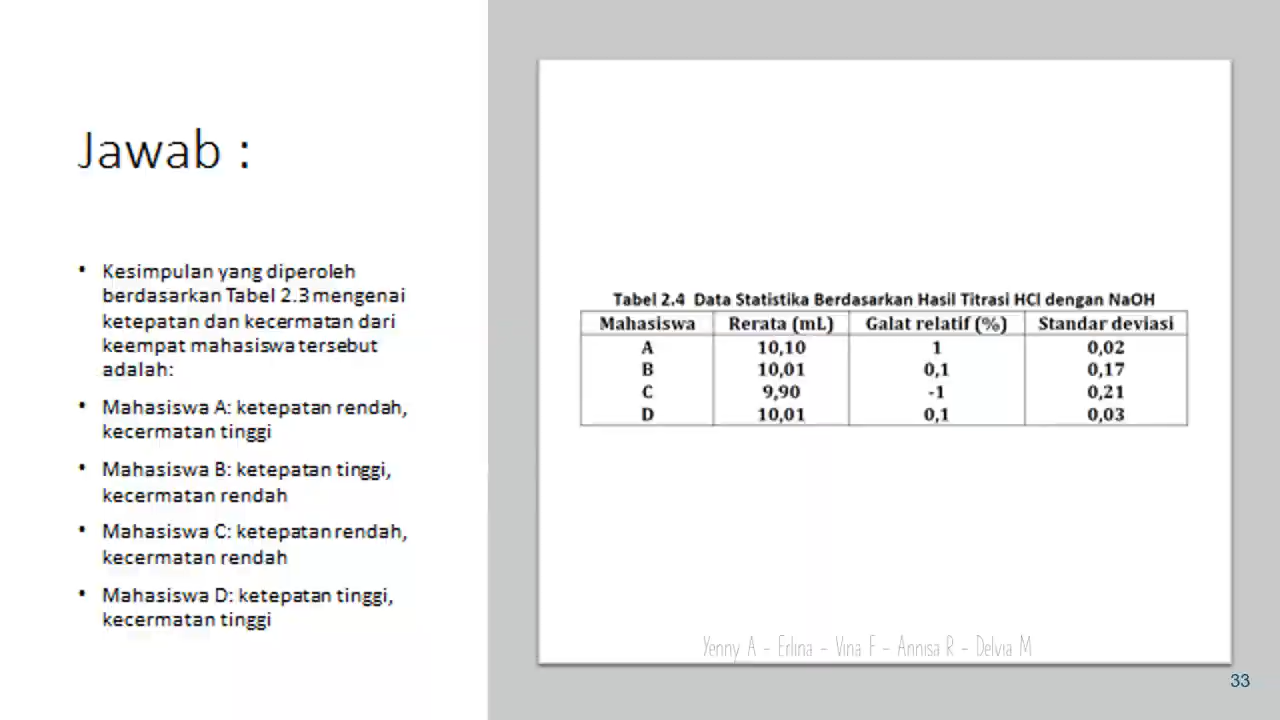 Jawab :
• Kesimpulan yang diperoleh
berdasarkan Tabel 2.3 mengenai
ketepatan dan kecermatan dari
keempat mahasiswa tersebut
adalah:
• Mahasiswa A: ketepatan rendah,
kecermatan tinggi
• Mahasiswa B: ketepatan tinggi,
kecermatan rendah
• Mahasiswa C: ketepatan rendah,
kecermatan rendah
• Mahasiswa D: ketepatan tinggi,
kecermatan tinggi
Tabel 2.4 Data Statistika Berdasarkan Hasil Titrasi HCl dengan NaOH
Mahasiswa Rerata (mL) Galat relatif (%) Standar deviasi
A 10,10 1 0,02
B 10,01 0,1 0,17
C 9,90 -1 0,21
D 10,01 0,1 0,03
Yenny A - Erlina - Vina F - Annisa R - Delvia M
33